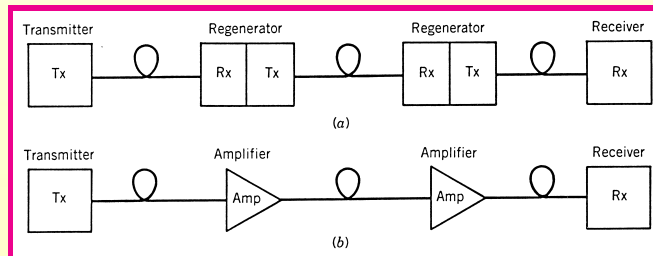 Transmitter Regenerator Regenerator Receiver
Tx Rx Tx Rx Tx Rx
(a)
Transmitter Amplifier Amplifier Receiver
Tx Amp Amp Rx
(b)